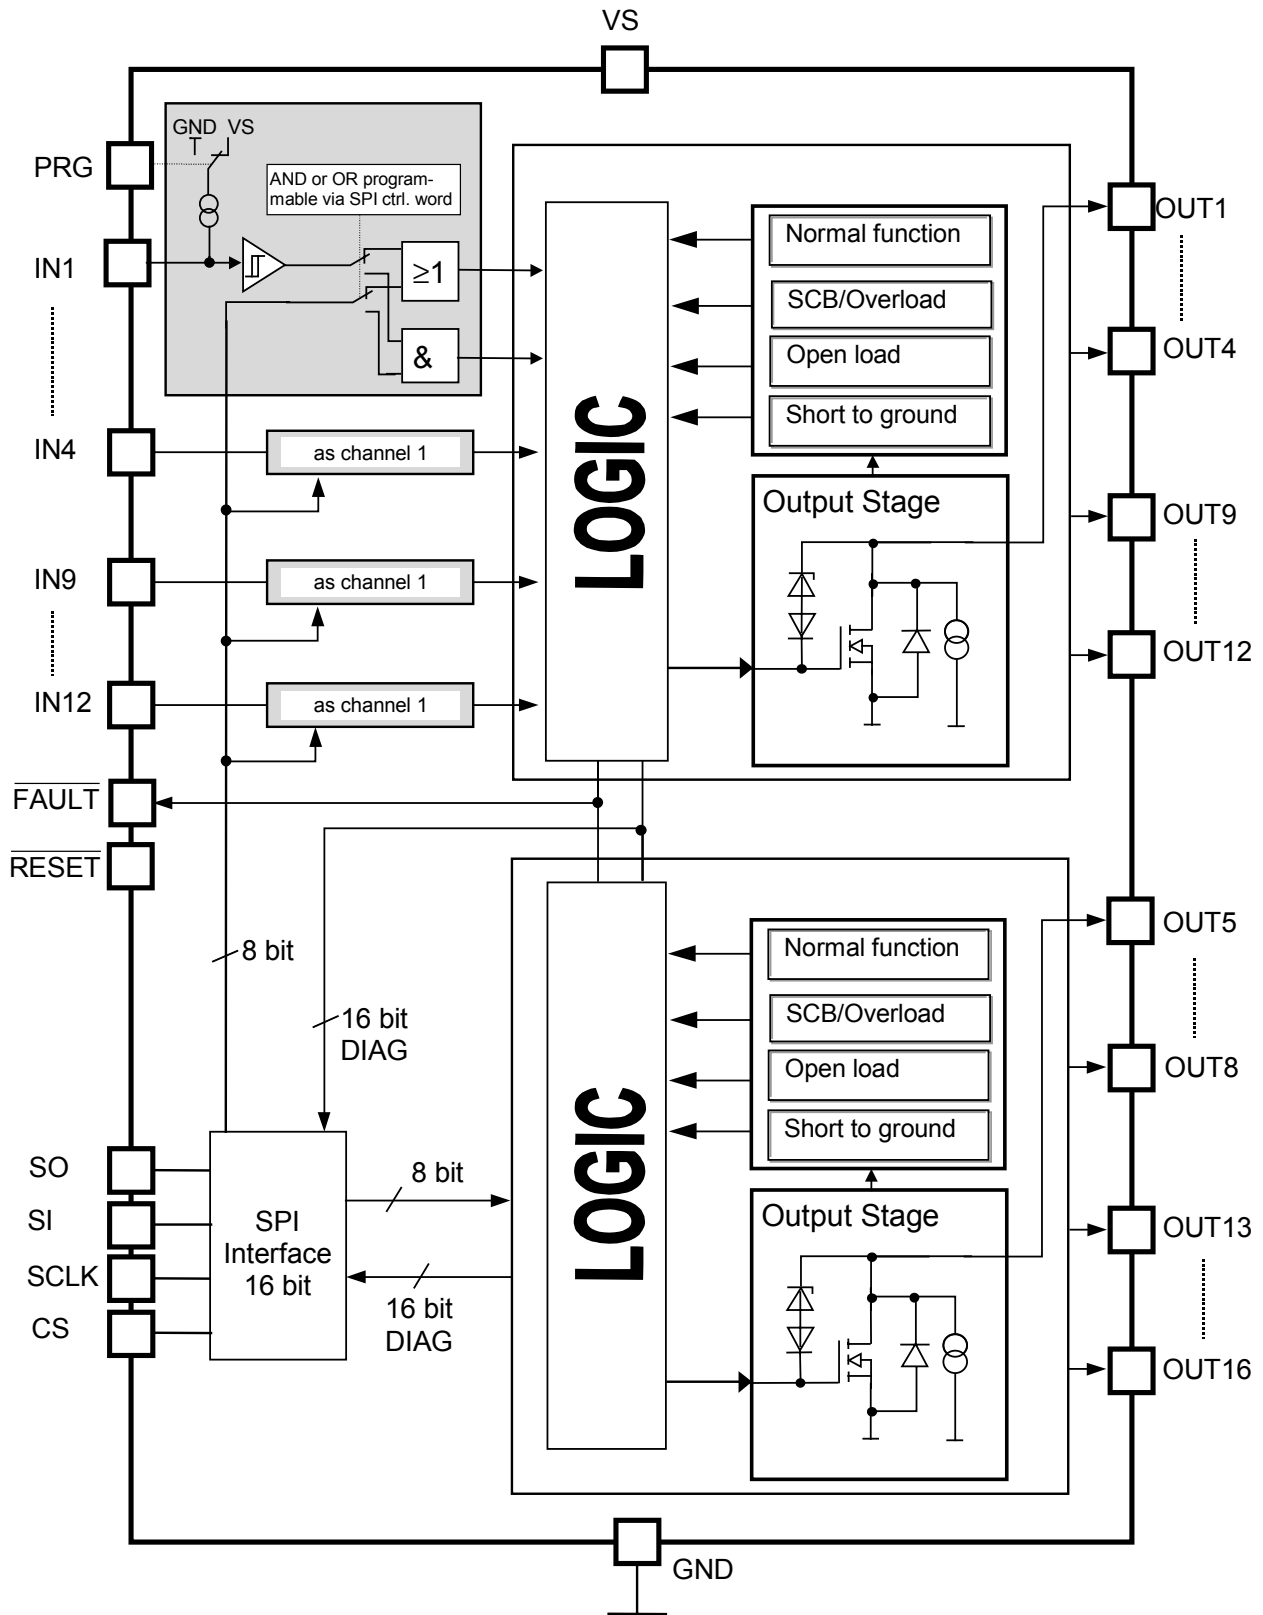 VS
GND VS
PRG
AND or OR program-
mable via SPI ctrl. word
IN1
≥1
&
IN4
as channel 1
IN9
as channel 1
IN12
as channel 1
FAULT
RESET
LOGIC
Normal function
SCB/Overload
Open load
Short to ground
Output Stage
OUT1
OUT4
OUT9
OUT12
8 bit
16 bit
DIAG
SO
SI
SCLK
CS
SPI
Interface
16 bit
8 bit
16 bit
DIAG
LOGIC
Normal function
SCB/Overload
Open load
Short to ground
Output Stage
OUT5
OUT8
OUT13
OUT16
GND